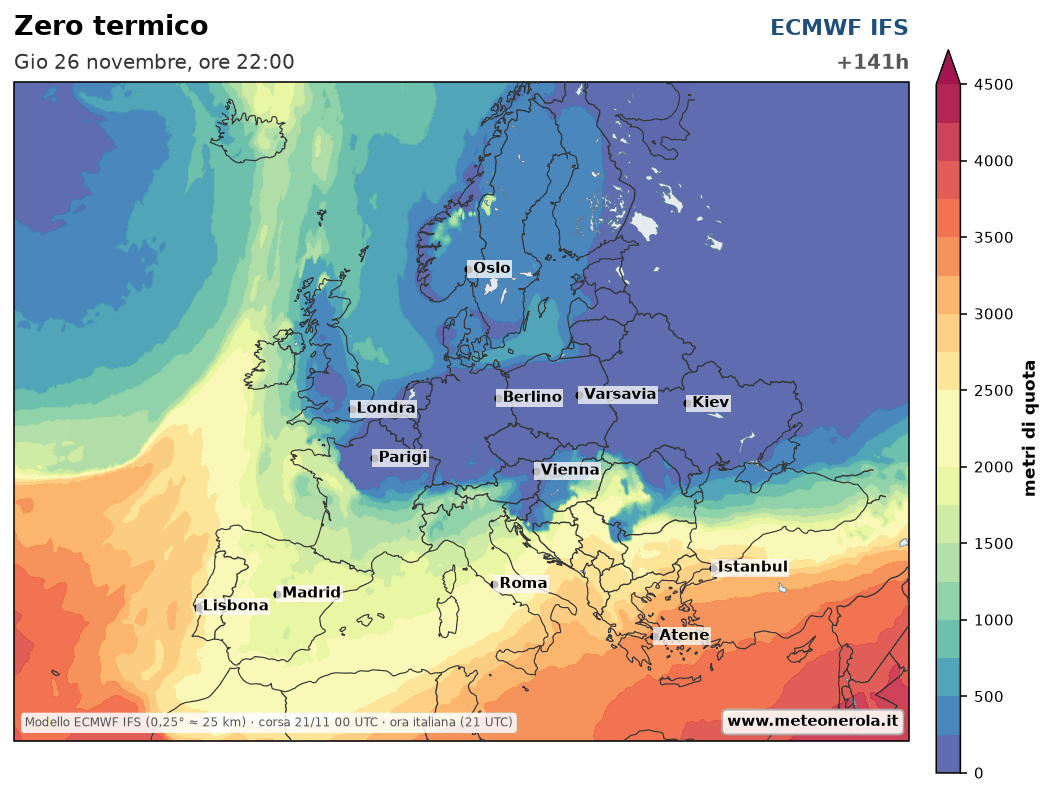 Zero termico
ECMWF IFS
Gio 26 novembre, ore 22:00
+141h
4500
4000
3500
3000
2500
2000
1500
1000
500
0
metri di quota
Oslo
Londra
Berlino
Varsavia
Kiev
Parigi
Vienna
Istanbul
Roma
Madrid
Lisbona
Atene
Modello ECMWF IFS (0,25° ≈ 25 km) · corsa 21/11 00 UTC · ora italiana (21 UTC)
www.meteonerola.it